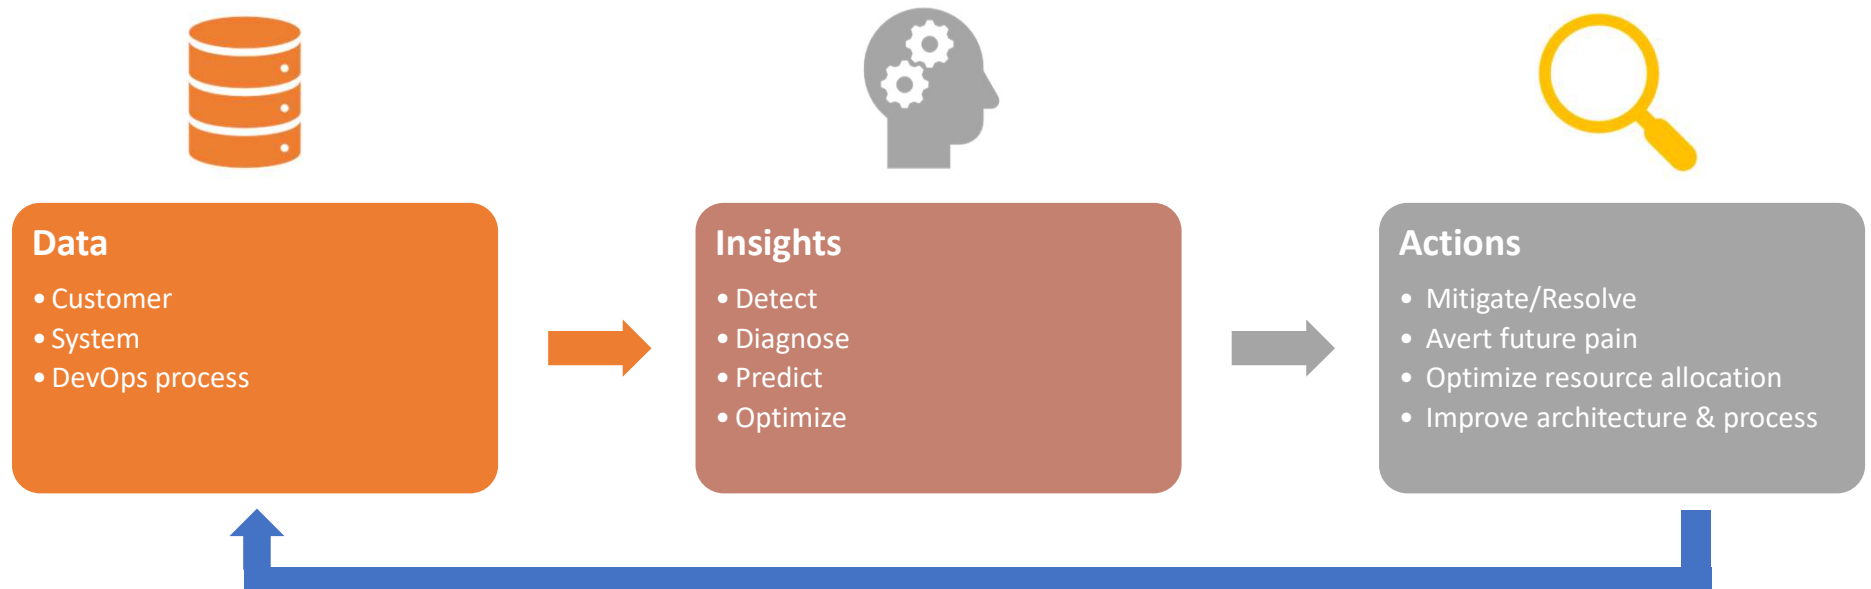 Data
• Customer
• System
• DevOps process
Insights
• Detect
• Diagnose
• Predict
• Optimize
Actions
• Mitigate/Resolve
• Avert future pain
• Optimize resource allocation
• Improve architecture & process